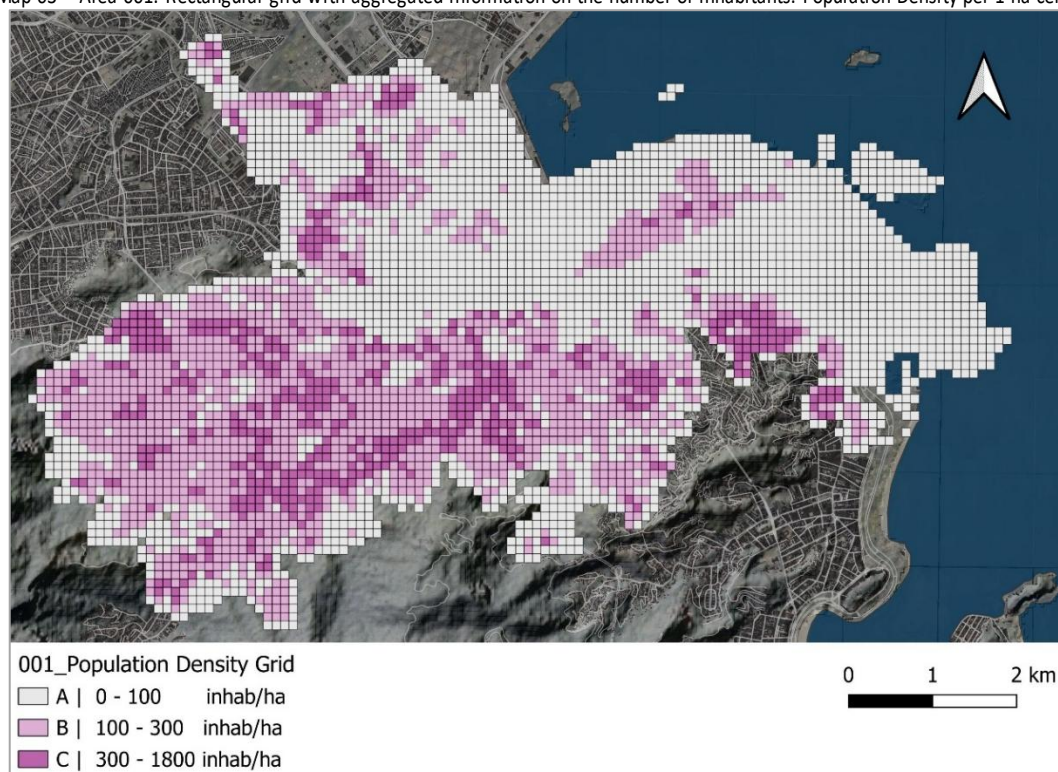 Map 03 – Area 001: Rectangular grid with aggregated information on the number of inhabitants. Population Density per 1 ha
001_Population Density Grid
A | 0 - 100 inhab/ha
B | 100 - 300 inhab/ha
C | 300 - 1800 inhab/ha
0 1 2 km